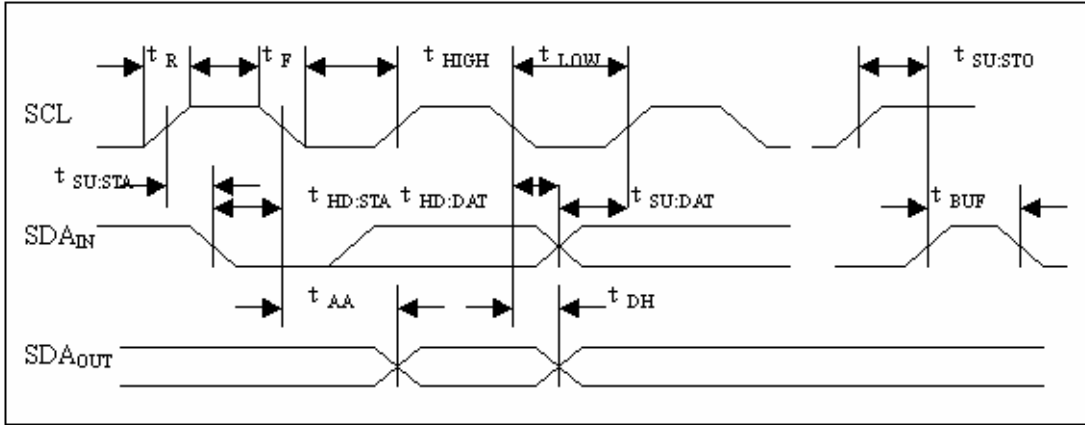 t R t F t HIGH t LOW t SU:STO
SCL
t SU:STA t HD:STA t HD:DAT t SU:DAT t BUF
SDAIN
t AA t DH
SDAOUT